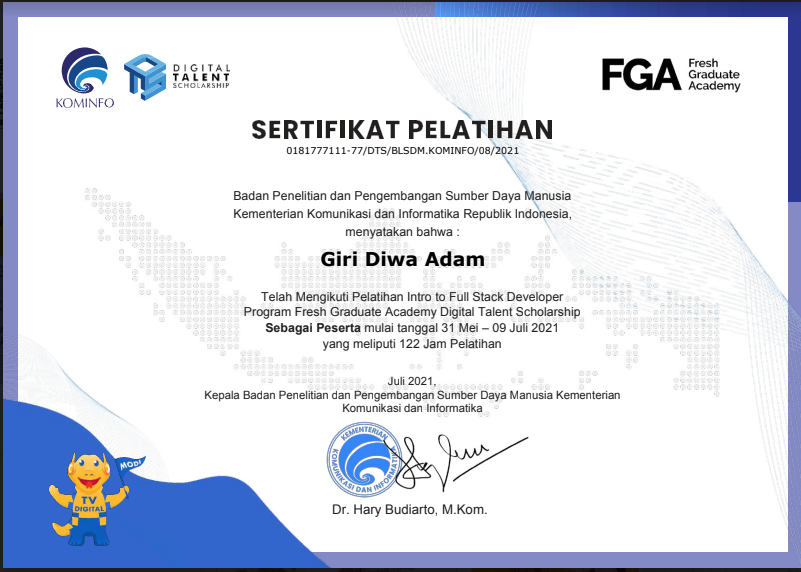 KOMINFO
DIGITAL
TALENT
SCHOLARSHIP
FGA
Fresh
Graduate
Academy
SERTIFIKAT PELATIHAN
0181777111-77/DTS/BLSDM.KOMINFO/08/2021
Badan Penelitian dan Pengembangan Sumber Daya Manusia
Kementerian Komunikasi dan Informatika Republik Indonesia,
menyatakan bahwa :
Giri Diwa Adam
Telah Mengikuti Pelatihan Intro to Full Stack Developer
Program Fresh Graduate Academy Digital Talent Scholarship
Sebagai Peserta mulai tanggal 31 Mei – 09 Juli 2021
yang meliputi 122 Jam Pelatihan
Juli 2021,
Kepala Badan Penelitian dan Pengembangan Sumber Daya Manusia Kementerian
Komunikasi dan Informatika
KEMENTERIAN
KOMUNIKASI DAN INFORMATIKA
Dr. Hary Budiarto, M.Kom.
MODI
TV
DIGITAL